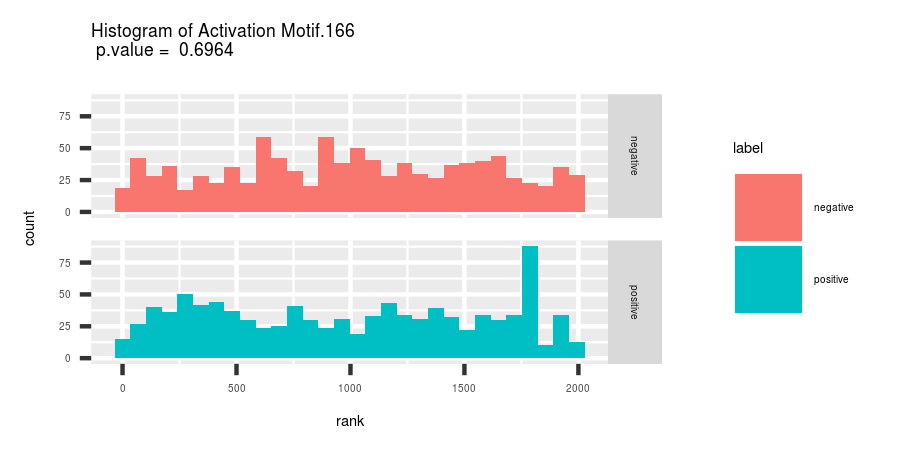 Histogram of Activation Motif.166
p.value =  0.6964
count
75
50
25
0
negative
75
50
25
0
positive
0 500 1000 1500 2000
rank
label
negative
positive